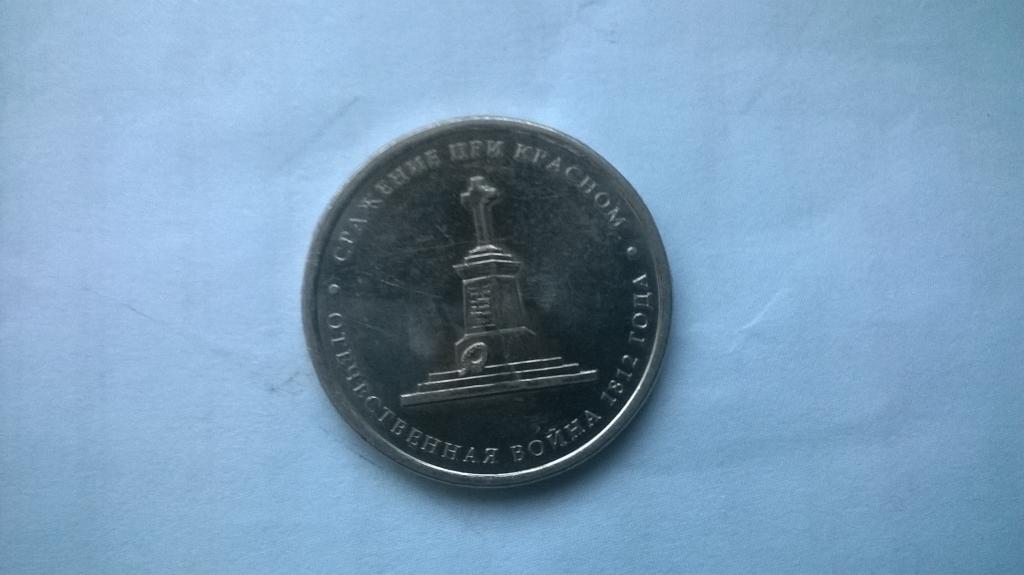 СРАЖЕНИЕ ПРИ КРАСНОМ
ОТЕЧЕСТВЕННАЯ ВОЙНА 1812 ГОДА